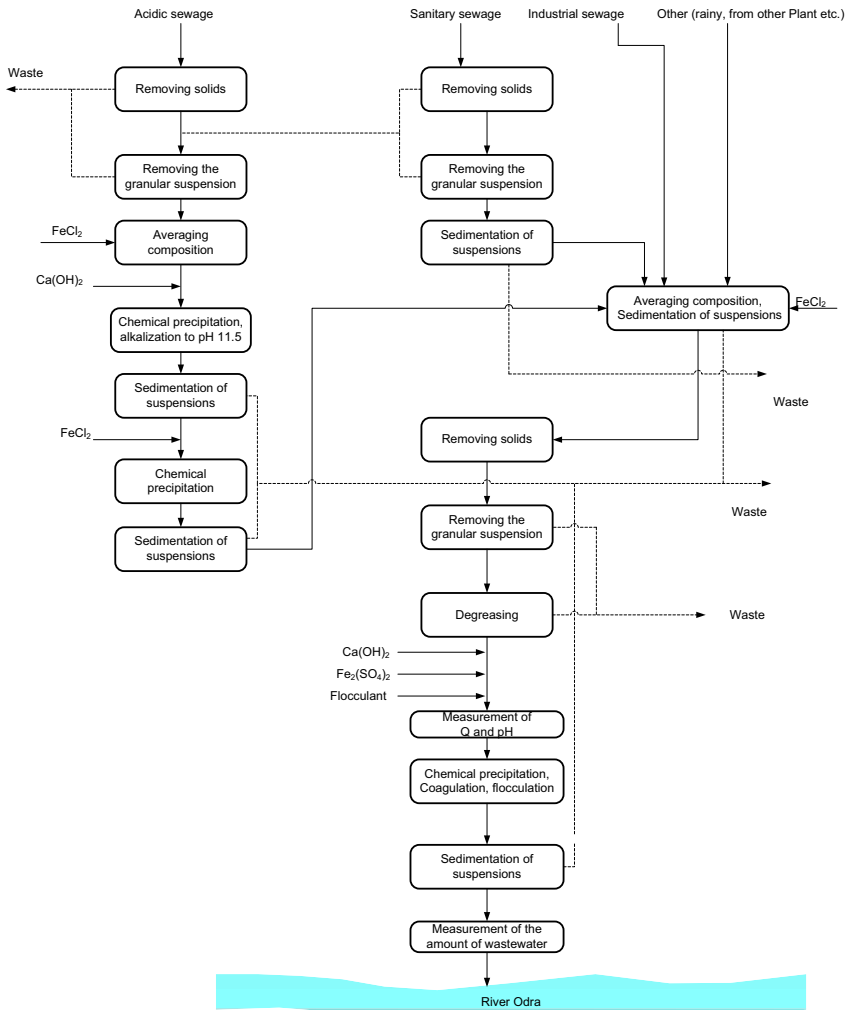 Acidic sewage
Sanitary sewage
Industrial sewage
Other (rainy, from other Plant etc.)
Waste
Removing solids
Removing solids
Removing the
granular suspension
Removing the
granular suspension
FeCl₂
Averaging
composition
Sedimentation of
suspensions
Ca(OH)₂
Averaging composition,
Sedimentation of suspensions
FeCl₂
Chemical precipitation,
alkalization to pH 11.5
Sedimentation of
suspensions
Waste
FeCl₂
Removing solids
Chemical
precipitation
Waste
Removing the
granular suspension
Sedimentation of
suspensions
Degreasing
Waste
Ca(OH)₂
Fe₂(SO₄)₂
Flocculant
Measurement of
Q and pH
Chemical precipitation,
Coagulation, flocculation
Sedimentation of
suspensions
Measurement of the
amount of wastewater
River Odra